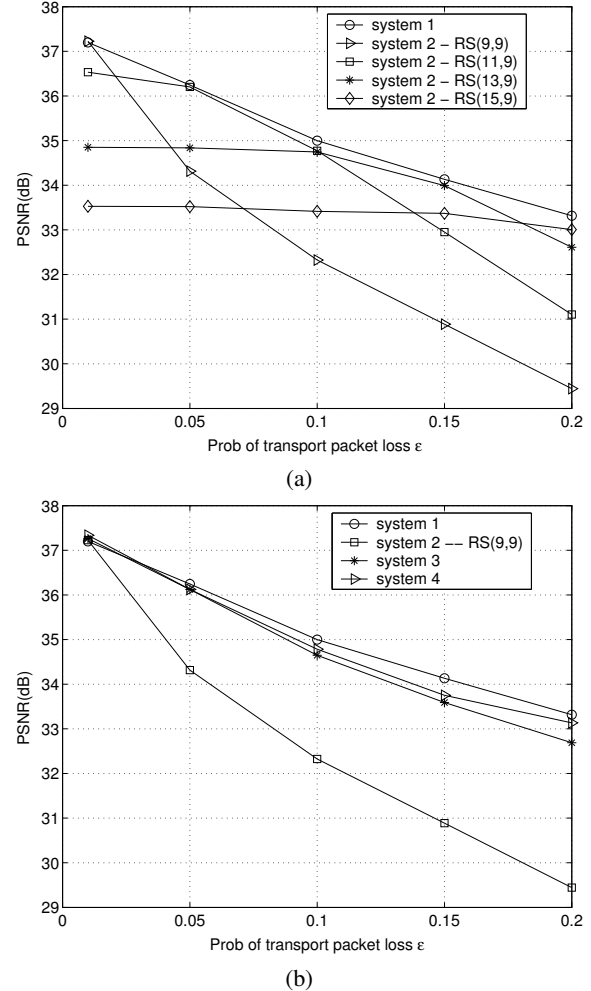 38
37
36
35
34
33
32
31
30
29
PSNR(dB)
0
0.05
0.1
0.15
0.2
Prob of transport packet loss ε
system 1
system 2 − RS(9,9)
system 2 − RS(11,9)
system 2 − RS(13,9)
system 2 − RS(15,9)
(a)
38
37
36
35
34
33
32
31
30
29
PSNR(dB)
0
0.05
0.1
0.15
0.2
Prob of transport packet loss ε
system 1
system 2 −− RS(9,9)
system 3
system 4
(b)